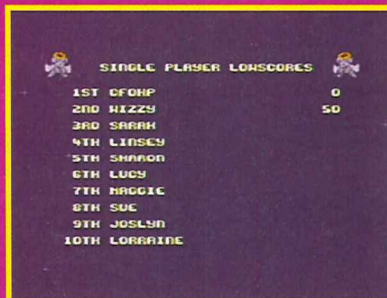 SINGLE PLAYER LOWSCORES
1ST CFOHP 0
2ND WIZZY 50
3RD SARAH
4TH LINSEY
5TH SHARON
6TH LUCY
7TH MAGGIE
8TH SUE
9TH JOSLYN
10TH LORRAINE